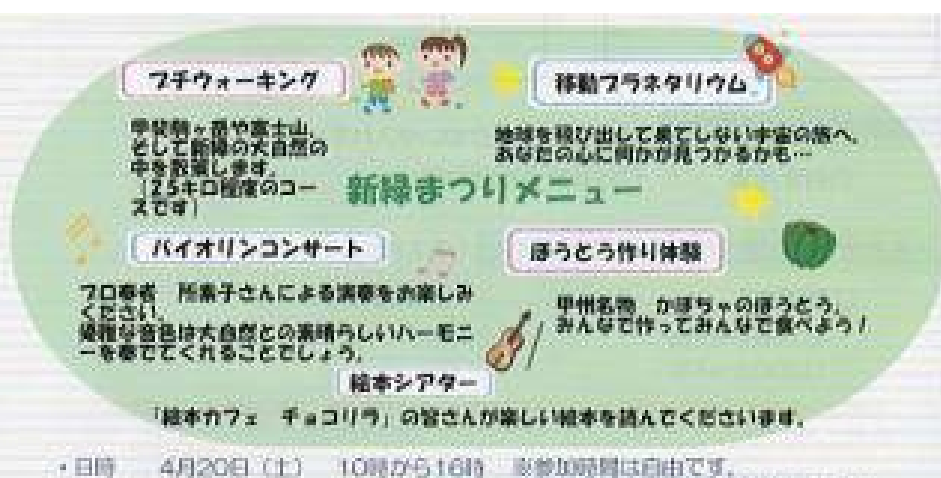 プチウォーキング
甲斐駒ヶ岳や富士山、
そして新緑の大自然の
中を散策します。
(2.5キロ程度のコー
スです)
移動プラネタリウム
地球を飛び出して果てしない宇宙の旅へ。
あなたの心に何かが見つかるかも…
新緑まつりメニュー
バイオリンコンサート
プロ奏者 所素子さんによる演奏をお楽しみ
ください。
優雅な音色は大自然との素晴らしいハーモニ
ーを奏でてくれることでしょう。
ほうとう作り体験
甲州名物 かぼちゃのほうとう。
みんなで作ってみんなで食べよう!
絵本シアター
「絵本カフェ チョコリラ」の皆さんが楽しい絵本を読んでくださいます。
・日時 4月20日(土) 10時から16時 ※参加時間は自由です。